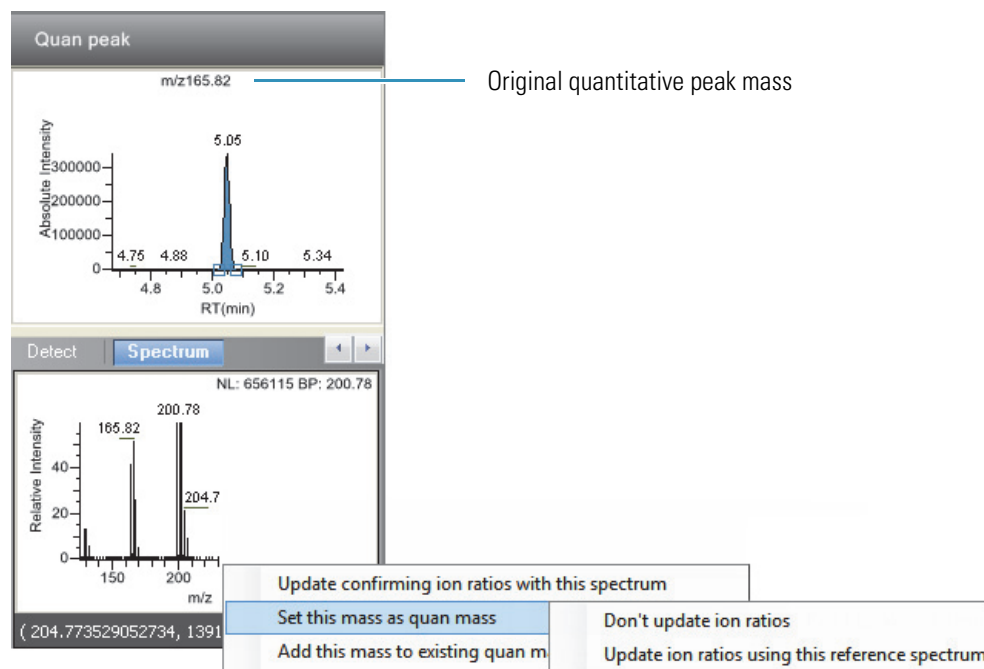 Quan peak
m/z165.82
Original quantitative peak mass
5.05
Absolute Intensity
300000
200000
100000
0
4.75 4.88 5.10 5.34
4.8 5.0 5.2 5.4
RT(min)
Detect Spectrum
NL: 656115 BP: 200.78
200.78
165.82
204.7
Relative Intensity
40
20
0
150 200
m/z
( 204.773529052734, 1391
Update confirming ion ratios with this spectrum
Set this mass as quan mass
Add this mass to existing quan m
Don't update ion ratios
Update ion ratios using this reference spectrum